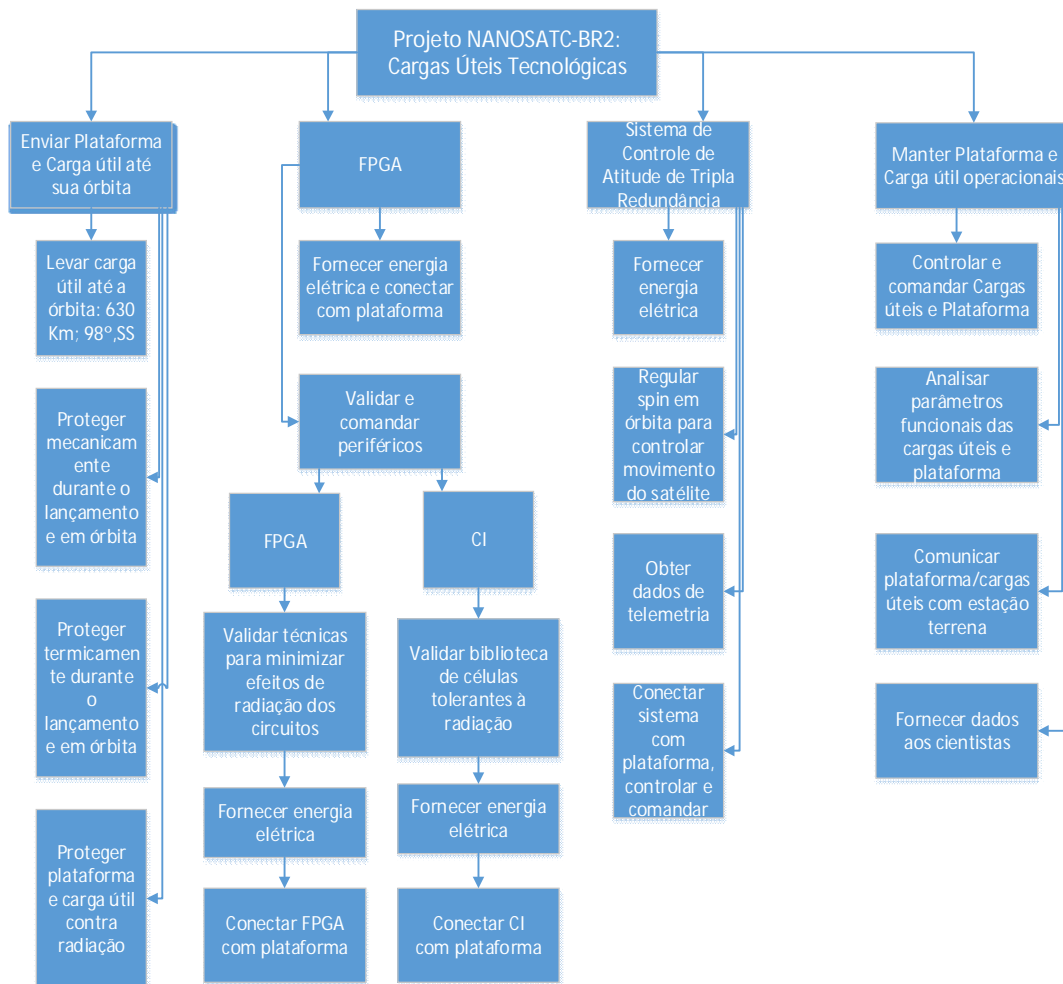 Projeto NANOSATC-BR2:
Cargas Úteis Tecnológicas
Enviar Plataforma
e Carga útil até
sua órbita
Levar carga
útil até a
órbita: 630
Km; 98º,SS
Proteger
mecanicam
ente
durante o
lançamento
e em órbita
Proteger
termicamen
te durante
o
lançamento
e em órbita
Proteger
plataforma
e carga útil
contra
radiação
FPGA
Fornecer energia
elétrica e conectar
com plataforma
Validar e
comandar
periféricos
FPGA
Validar técnicas
para minimizar
efeitos de
radiação dos
circuitos
Fornecer energia
elétrica
Conectar FPGA
com plataforma
CI
Validar biblioteca
de células
tolerantes à
radiação
Fornecer energia
elétrica
Conectar CI
com plataforma
Sistema de
Controle de
Atitude de Tripla
Redundância
Fornecer
energia
elétrica
Regular
spin em
órbita para
controlar
movimento
do satélite
Obter
dados de
telemetria
Conectar
sistema
com
plataforma,
controlar e
comandar
Manter Plataforma e
Carga útil operacionais
Controlar e
comandar Cargas
úteis e Plataforma
Analisar
parâmetros
funcionais das
cargas úteis e
plataforma
Comunicar
plataforma/cargas
úteis com estação
terrena
Fornecer dados
aos cientistas